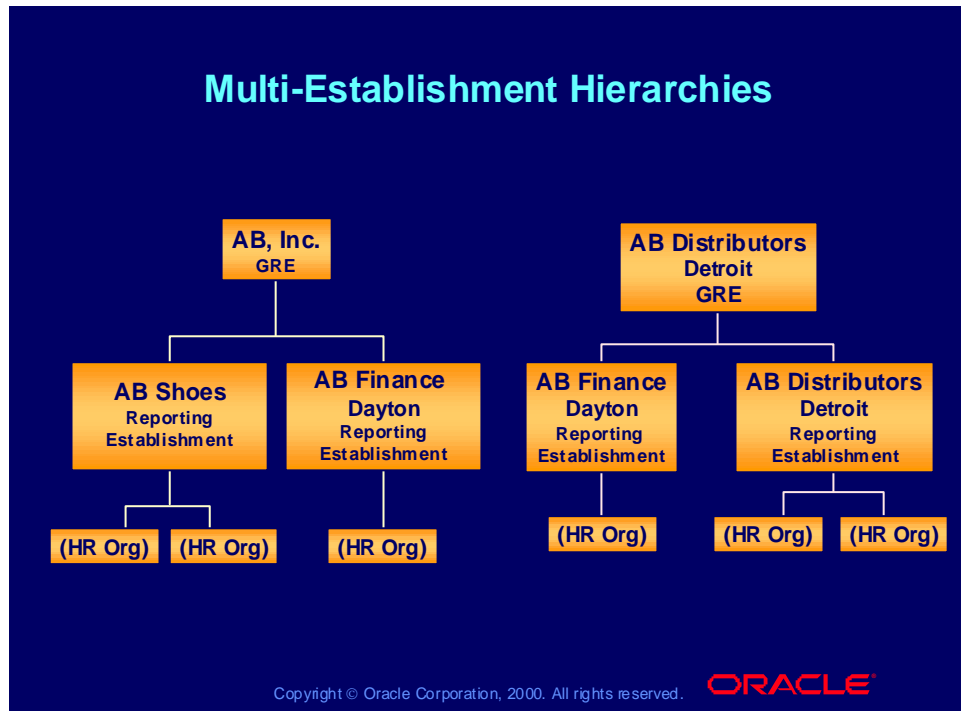 Multi-Establishment Hierarchies
AB, Inc.
GRE
AB Distributors
Detroit
GRE
AB Shoes
Reporting
Establishment
AB Finance
Dayton
Reporting
Establishment
AB Finance
Dayton
Reporting
Establishment
AB Distributors
Detroit
Reporting
Establishment
(HR Org)
(HR Org)
(HR Org)
(HR Org)
(HR Org)
(HR Org)
Copyright © Oracle Corporation, 2000. All rights reserved.
ORACLE®